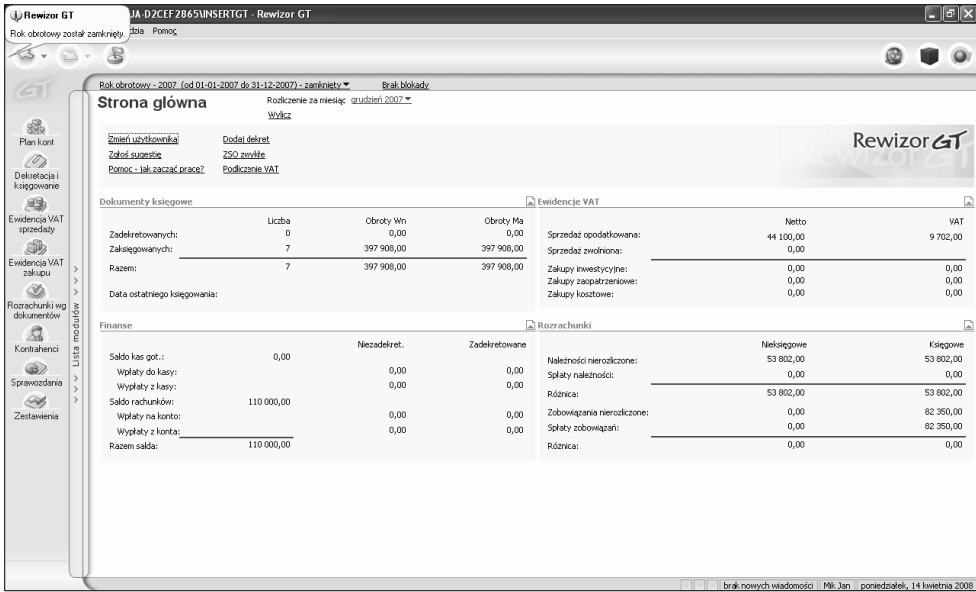 Rewizor GT
JA-D2CEF2865\INSERTGT - Rewizor GT
Rok obrotowy został zamknięty.
dzia Pomoc
GT
Rok obrotowy - 2007 (od 01-01-2007 do 31-12-2007) - zamknięty Brak blokady
Strona główna
Rozliczenie za miesiąc grudzień 2007
Wylicz
Zmień użytkownika Dodaj dekret
Zgłoś sugestię ZSO zwykłe
Pomoc - jak zacząć pracę? Podliczenie VAT
Rewizor GT
Plan kont
Dekretacja i
księgowanie
Ewidencja VAT
sprzedaży
Ewidencja VAT
zakupu
Rozrachunki wg
dokumentów
Kontrahenci
Sprawozdania
Zestawienia
Lista modułów
Dokumenty księgowe
Liczba Obroty Wn Obroty Ma
Zadekretowanych: 0 0,00 0,00
Zaksięgowanych: 7 397 908,00 397 908,00
Razem: 7 397 908,00 397 908,00
Data ostatniego księgowania:
Ewidencje VAT
Netto VAT
Sprzedaż opodatkowana: 44 100,00 9 702,00
Sprzedaż zwolniona: 0,00
Zakupy inwestycyjne: 0,00 0,00
Zakupy zaopatrzeniowe: 0,00 0,00
Zakupy kosztowe: 0,00 0,00
Finanse
Niezadekret. Zadekretowane
Saldo kas got.: 0,00
Wpłaty do kasy: 0,00 0,00
Wypłaty z kasy: 0,00 0,00
Saldo rachunków: 110 000,00
Wpłaty na konto: 0,00 0,00
Wypłaty z konta: 0,00 0,00
Razem salda: 110 000,00
Rozrachunki
Nieksięgowe Księgowe
Należności nierozliczone: 53 802,00 53 802,00
Spłaty należności: 0,00 0,00
Różnica: 53 802,00 53 802,00
Zobowiązania nierozliczone: 0,00 82 350,00
Spłaty zobowiązań: 0,00 82 350,00
Różnica: 0,00 0,00
brak nowych wiadomości Mik Jan poniedziałek, 14 kwietnia 2008